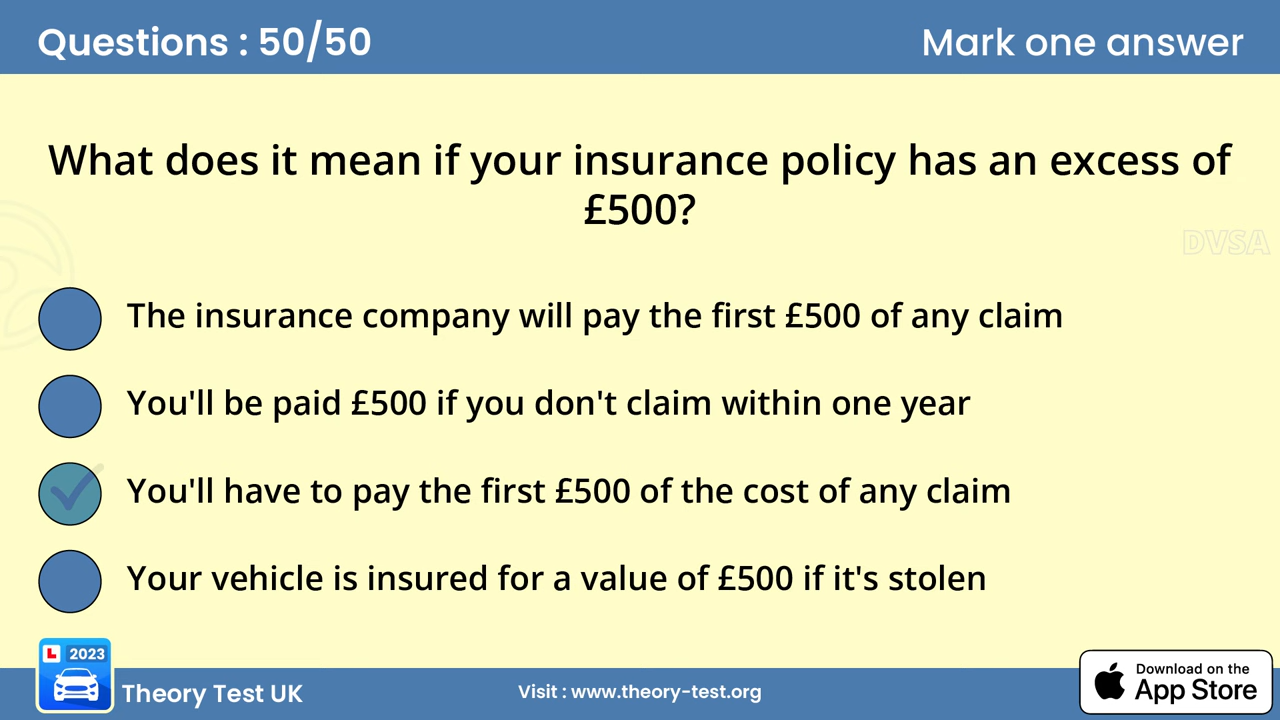 Questions : 50/50
Mark one answer
What does it mean if your insurance policy has an excess of
£500?
DVSA
The insurance company will pay the first £500 of any claim
You'll be paid £500 if you don't claim within one year
You'll have to pay the first £500 of the cost of any claim
Your vehicle is insured for a value of £500 if it's stolen
L 2023
Theory Test UK
Visit : www.theory-test.org
Download on the
App Store